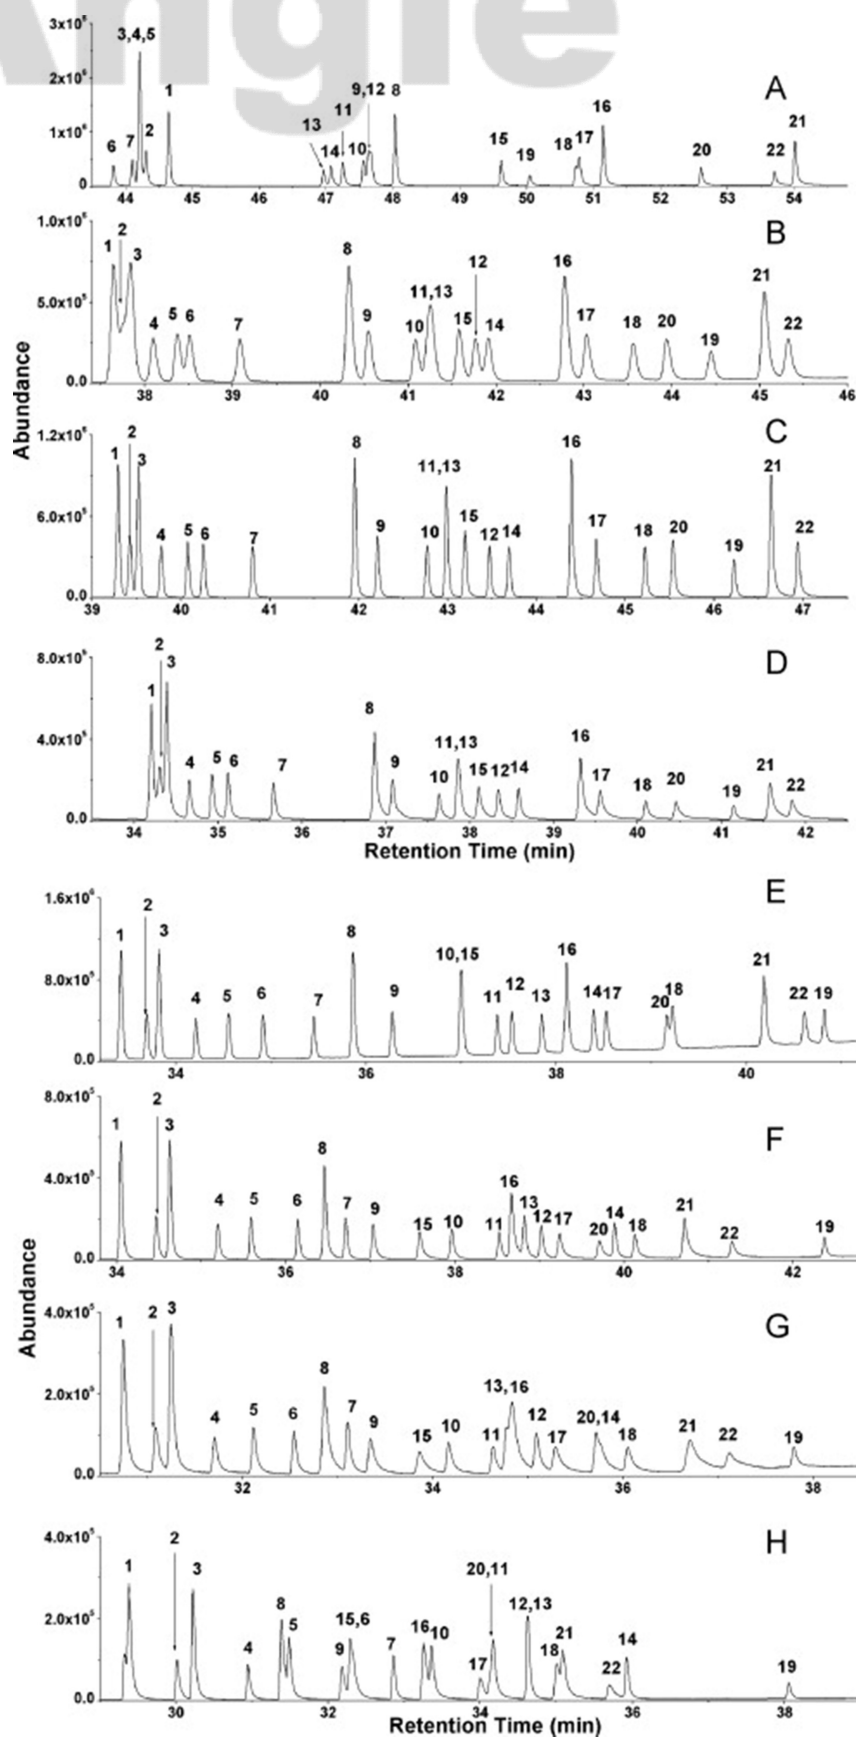 Angle
3x10⁶
2x10⁶
1x10⁶
0
6 7 3,4,5 2 1 13 14 11 10 9,12 8 15 19 18 17 16 20 22 21
A
44 45 46 47 48 49 50 51 52 53 54
1.0x10⁶
5.0x10⁵
0.0
1 2 3 4 5 6 7 8 9 10 11,13 15 12 14 16 17 18 20 19 21 22
B
38 39 40 41 42 43 44 45 46
Abundance
1.2x10⁶
6.0x10⁵
0.0
1 2 3 4 5 6 7 8 9 10 11,13 15 12 14 16 17 18 20 19 21 22
C
39 40 41 42 43 44 45 46 47
8.0x10⁵
4.0x10⁵
0.0
1 2 3 4 5 6 7 8 9 10 11,13 15 12 14 16 17 18 20 19 21 22
D
34 35 36 37 38 39 40 41 42
Retention Time (min)
1.6x10⁶
8.0x10⁵
0.0
1 2 3 4 5 6 7 8 9 10,15 11 12 13 16 14 17 20 18 21 22 19
E
34 36 38 40
8.0x10⁵
4.0x10⁵
0.0
1 2 3 4 5 6 8 7 9 15 10 11 16 13 12 17 20 14 18 21 22 19
F
34 36 38 40 42
Abundance
4.0x10⁵
2.0x10⁵
0.0
1 2 3 4 5 6 8 7 9 15 10 11 13,16 12 17 20,14 18 21 22 19
G
32 34 36 38
4.0x10⁵
2.0x10⁵
0.0
1 2 3 4 8 5 9 15,6 7 16 10 17 20,11 12,13 18 21 22 14 19
H
30 32 34 36 38
Retention Time (min)